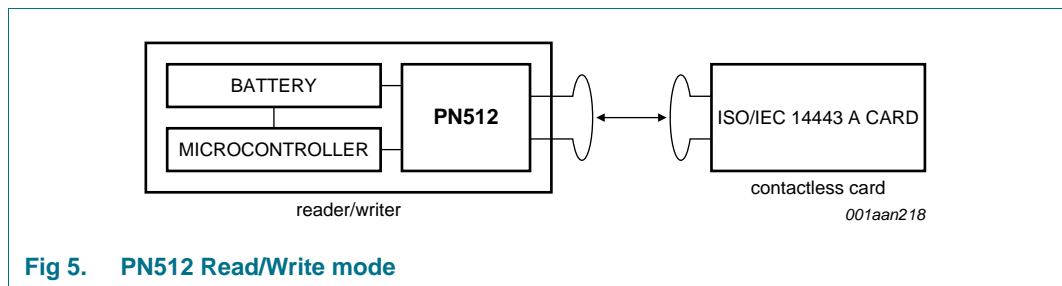 BATTERY
MICROCONTROLLER
PN512
ISO/IEC 14443 A CARD
reader/writer
contactless card
001aan218
Fig 5. PN512 Read/Write mode